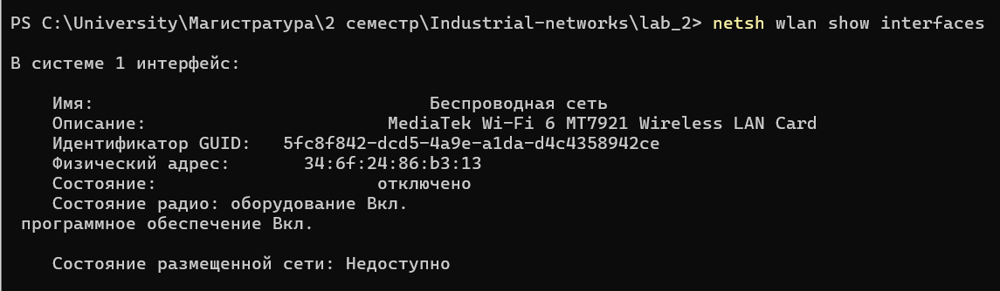 PS C:\University\Магистратура\2 семестр\Industrial-networks\lab_2> netsh wlan show interfaces
В системе 1 интерфейс:
Имя: Беспроводная сеть
Описание: MediaTek Wi-Fi 6 MT7921 Wireless LAN Card
Идентификатор GUID: 5fc8f842-dcd5-4a9e-a1da-d4c4358942ce
Физический адрес: 34:6f:24:86:b3:13
Состояние: отключено
Состояние радио: оборудование Вкл.
программное обеспечение Вкл.
Состояние размещенной сети: Недоступно